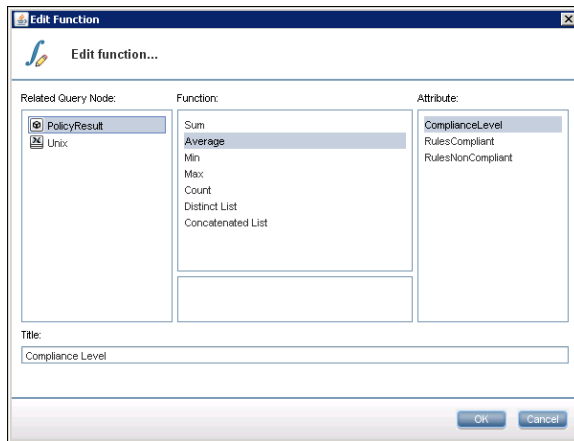 Edit Function
Edit function...
Related Query Node:
Function:
Attribute:
PolicyResult
Unix
Sum
Average
Min
Max
Count
Distinct List
Concatenated List
ComplianceLevel
RulesCompliant
RulesNonCompliant
Title:
Compliance Level
OK
Cancel